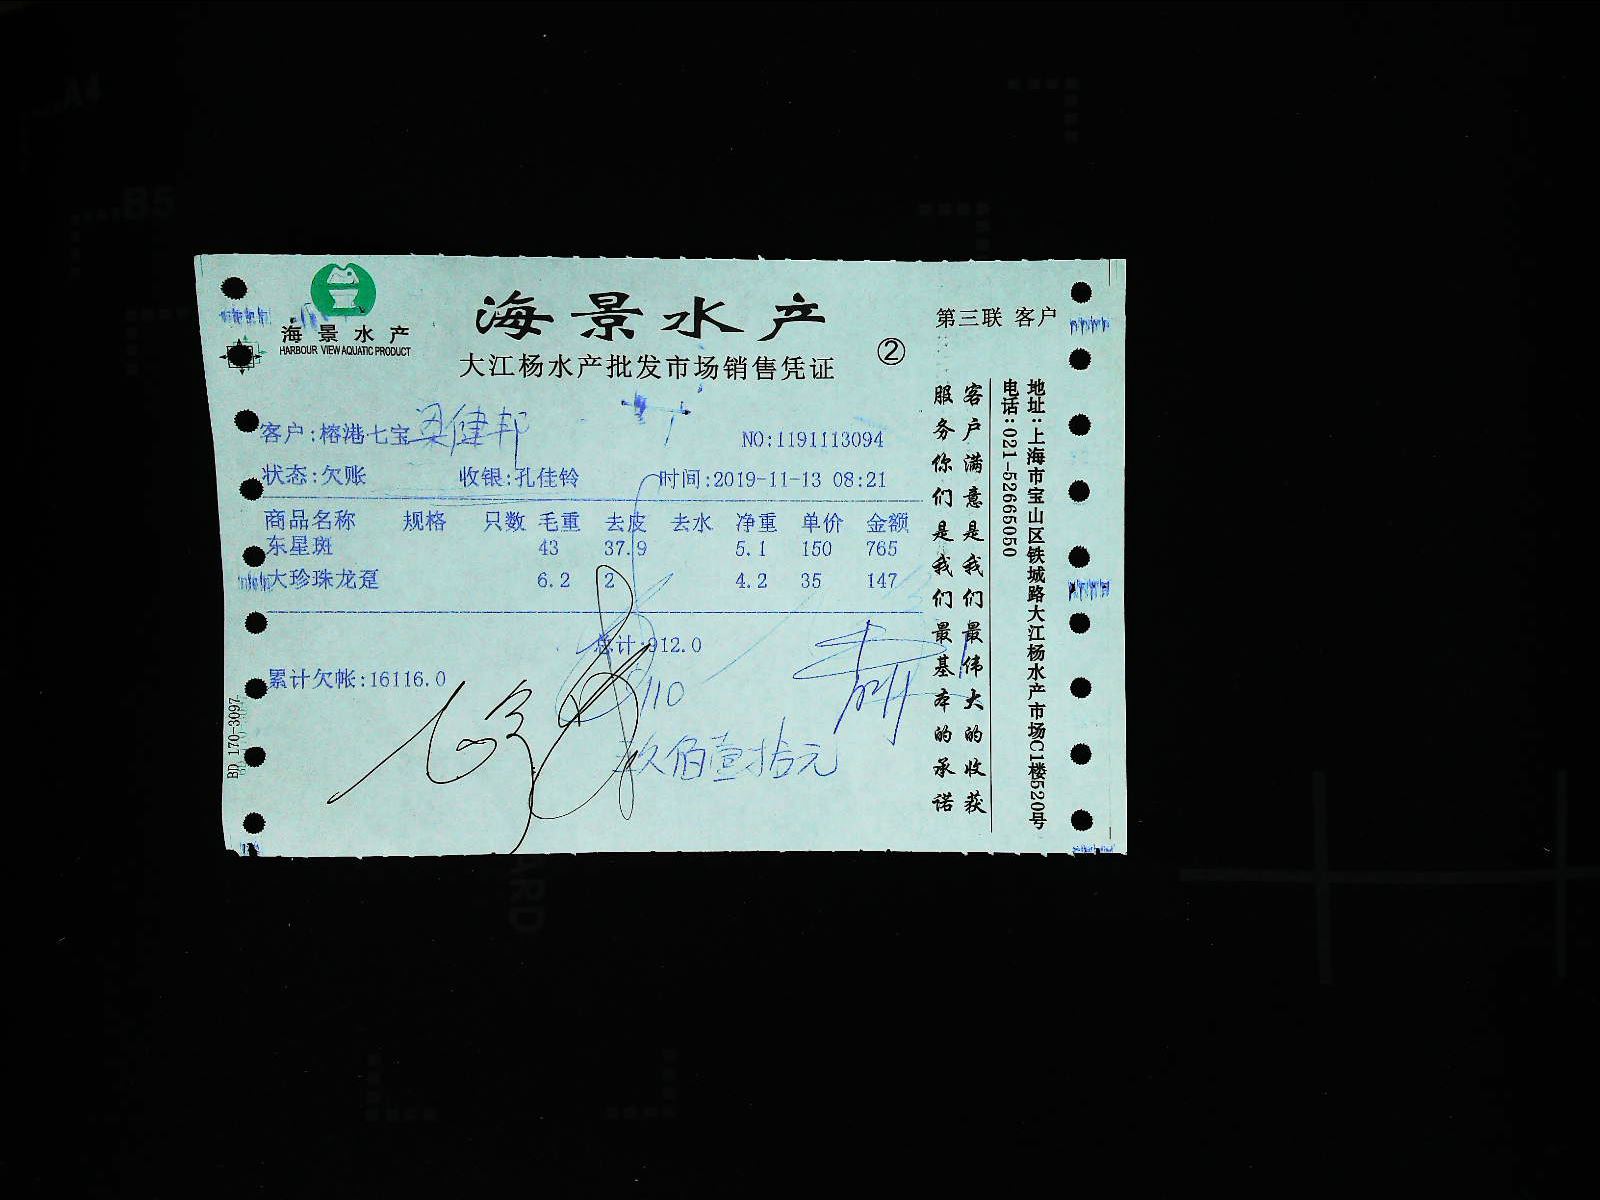 海景水产
HARBOUR VIEW AQUATIC PRODUCT
海景水产
大江杨水产批发市场销售凭证
②
第三联 客户
客户:榕港七宝 梁健邦
NO:1191113094
状态:欠账 收银:孔佳铃 时间:2019-11-13 08:21
商品名称 规格 只数 毛重 去皮 去水 净重 单价 金额
东星斑 43 37.9 5.1 150 765
大珍珠龙趸 6.2 2 4.2 35 147
总计:912.0
累计欠帐:16116.0
910
玖佰壹拾元
客户满意是我们最伟大的收获
服务你们是我们最基本的承诺
地址:上海市宝山区铁城路大江杨水产市场C1楼520号
电话:021-52665050
BD 170-3097